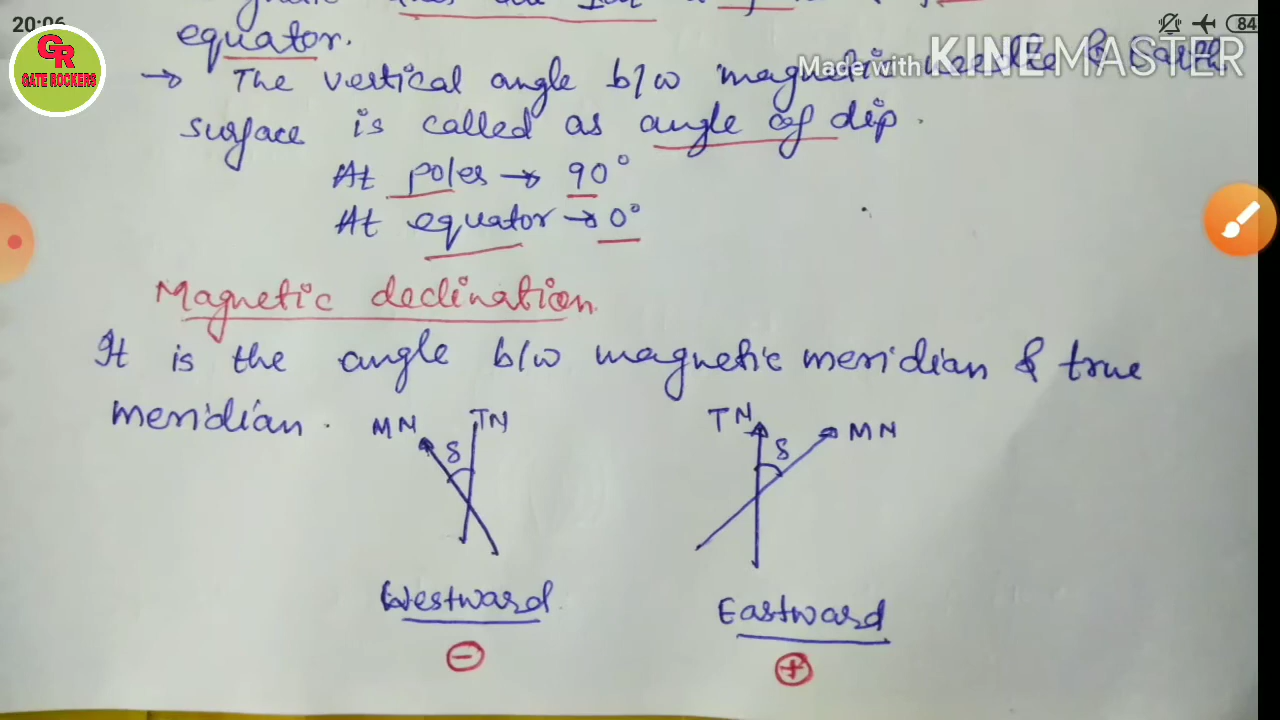 20:06
84
GR
GATE ROCKERS
Made with KINEMASTER
equator.
→ The vertical angle b/w magnetic needle & Earth
surface is called as angle of dip.
At poles → 90°
At equator → 0°
Magnetic declination
It is the angle b/w magnetic meridian & true
meridian.
MN TN TN MN
δ δ
Westward Eastward
- +